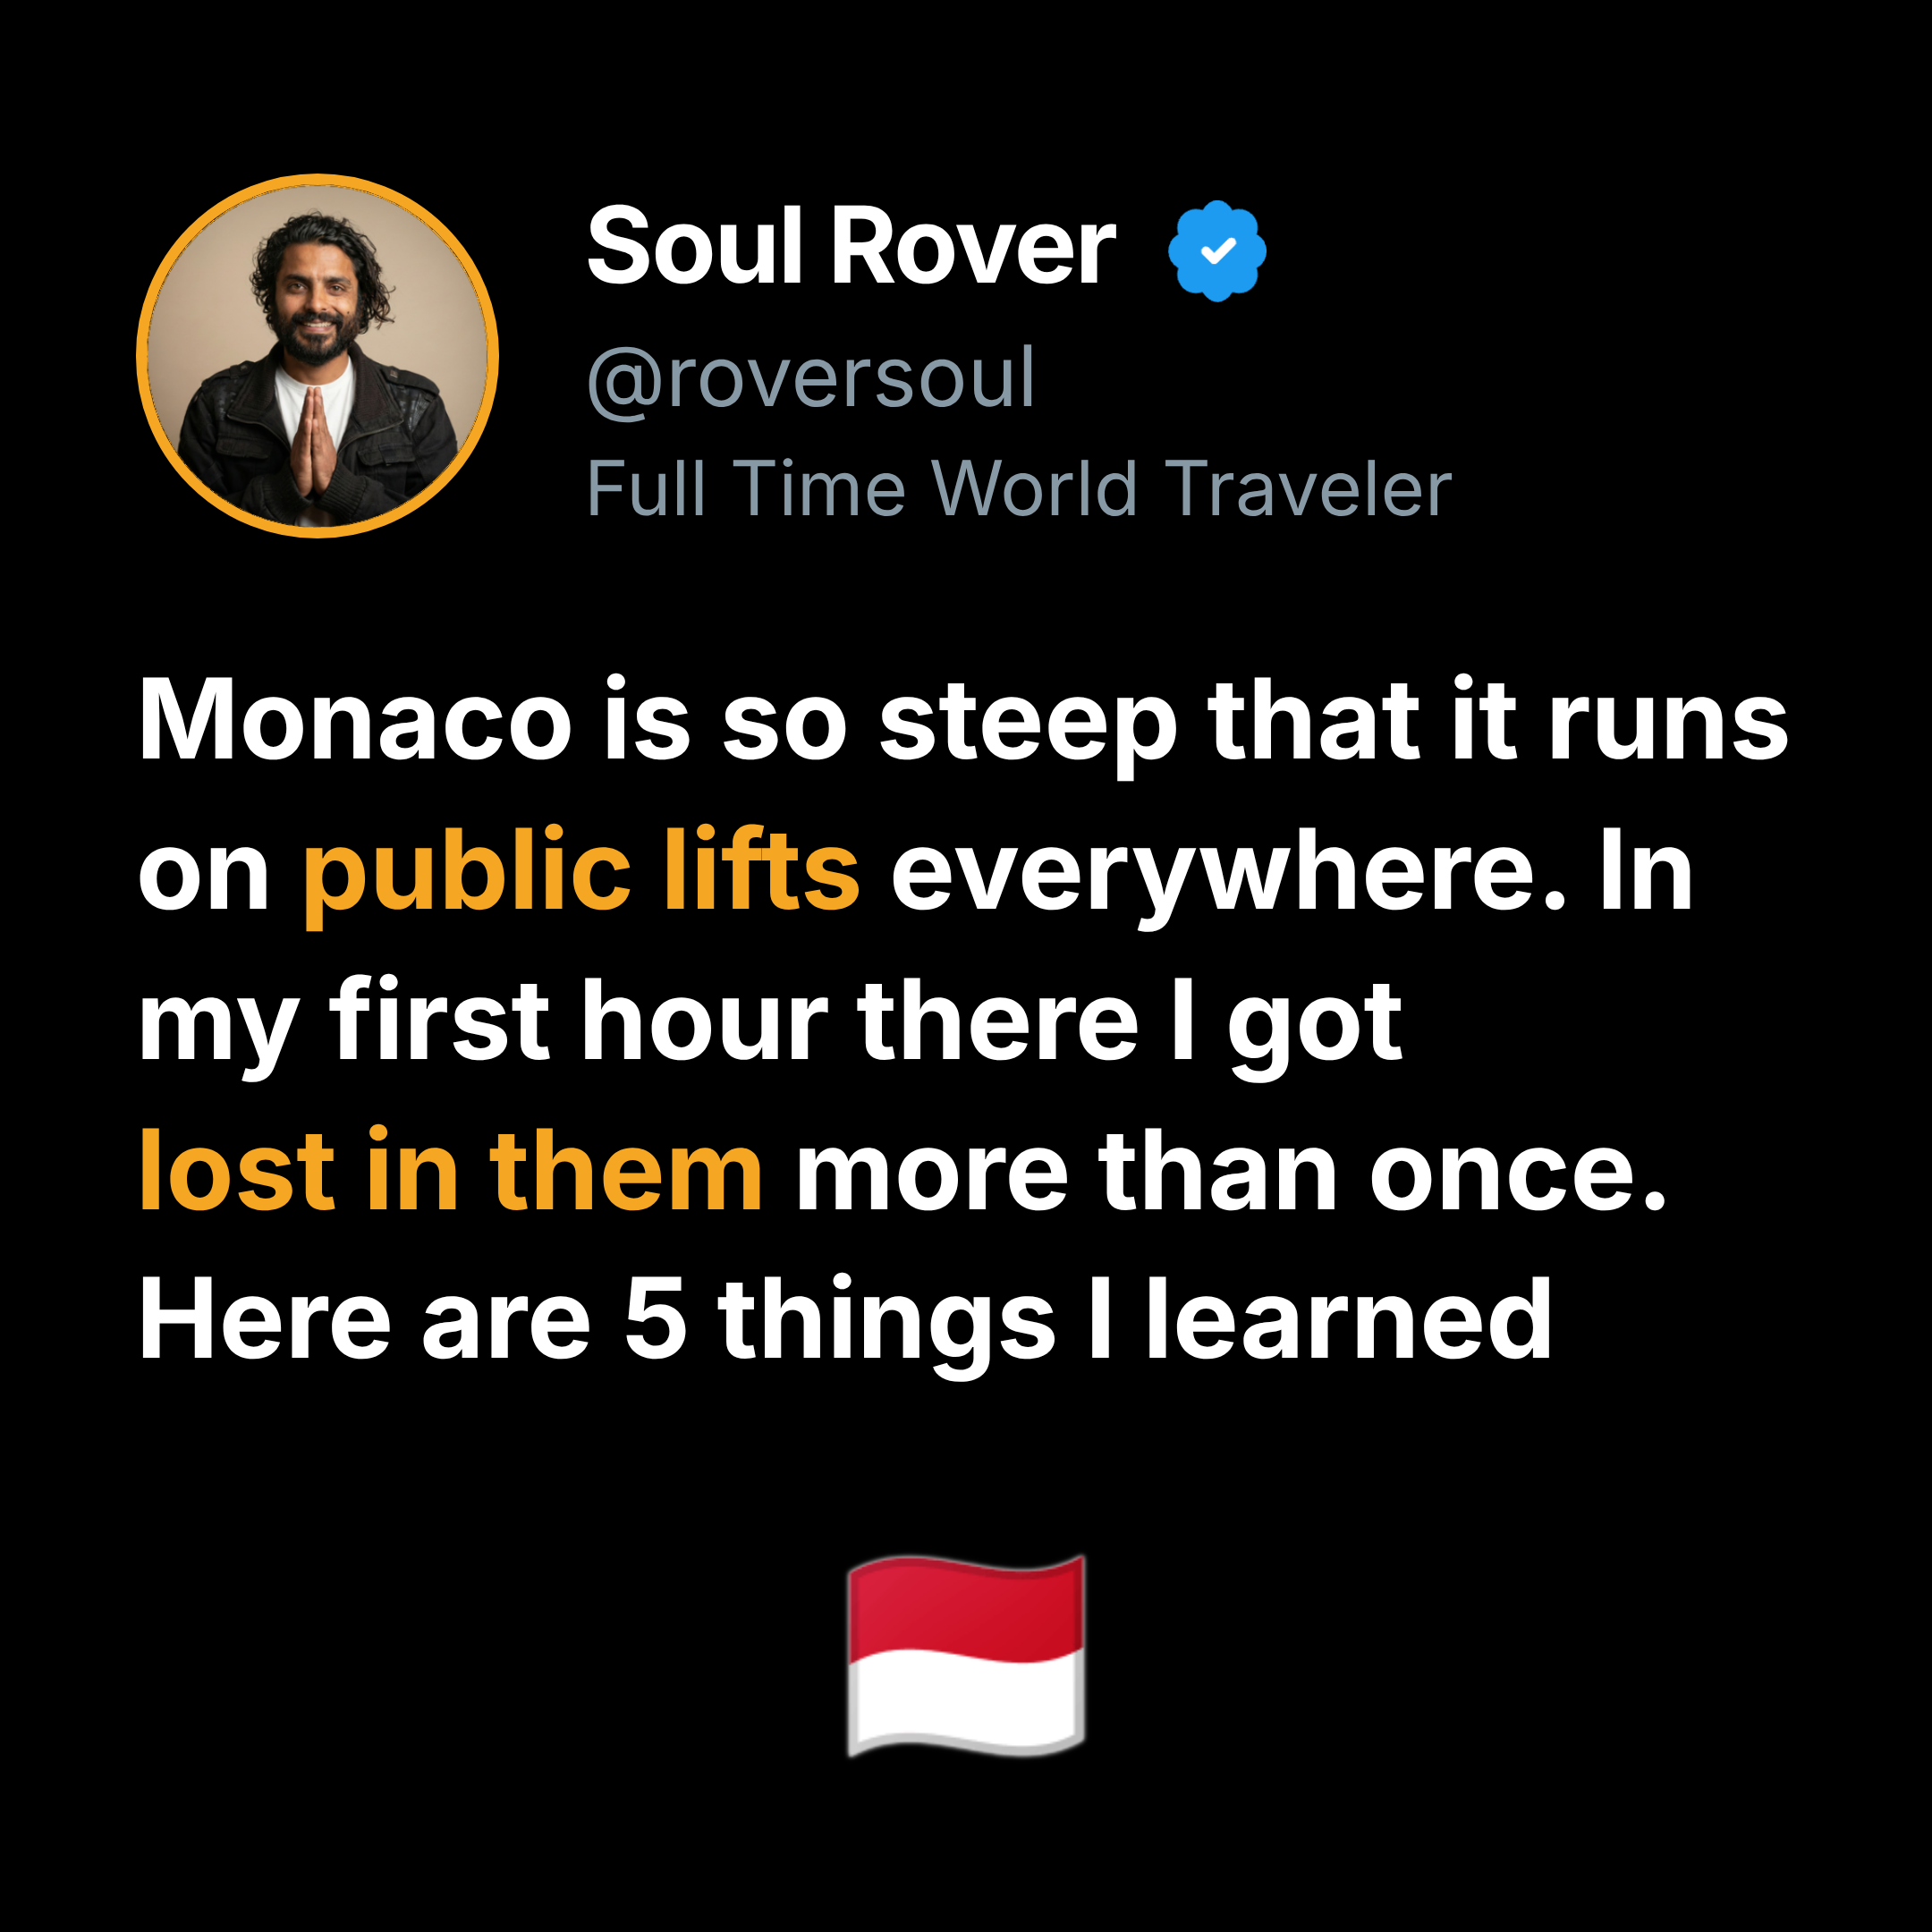 Soul Rover
@roversoul
Full Time World Traveler
Monaco is so steep that it runs
on public lifts everywhere. In
my first hour there I got
lost in them more than once.
Here are 5 things I learned